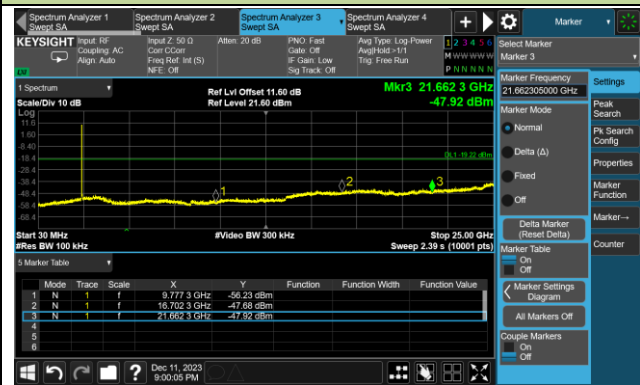 Spectrum Analyzer 1
Swept SA
Spectrum Analyzer 2
Swept SA
Spectrum Analyzer 3
Swept SA
Spectrum Analyzer 4
Swept SA
Marker
KEYSIGHT
Input: RF
Coupling: AC
Align: Auto
Input Z: 50 Ω
Corr CCorr
Freq Ref: Int (S)
NFE: Off
Atten: 20 dB
PNO: Fast
Gate: Off
IF Gain: Low
Sig Track: Off
Avg Type: Log-Power
Avg|Hold:>1/1
Trig: Free Run
1 2 3 4 5 6
M W W W W W
P N N N N N
Select Marker
Marker 3
1 Spectrum
Scale/Div 10 dB
Log
Ref Lvl Offset 11.60 dB
Ref Level 21.60 dBm
Mkr3 21.662 3 GHz
-47.92 dBm
11.6
1.60
-8.40
-18.4
-28.4
-38.4
-48.4
-58.4
-68.4
DL1 -19.22 dBm
1
2
3
Start 30 MHz
#Res BW 100 kHz
#Video BW 300 kHz
Stop 25.00 GHz
Sweep 2.39 s (10001 pts)
5 Marker Table
Mode Trace Scale X Y Function Function Width Function Value
1 N 1 f 9.777 3 GHz -56.23 dBm
2 N 1 f 16.702 3 GHz -47.68 dBm
3 N 1 f 21.662 3 GHz -47.92 dBm
4
5
6
Marker Frequency
21.662305000 GHz
Marker Mode
Normal
Delta (Δ)
Fixed
Off
Delta Marker
(Reset Delta)
Marker Table
On
Off
Marker Settings
Diagram
All Markers Off
Couple Markers
On
Off
Settings
Peak
Search
Pk Search
Config
Properties
Marker
Function
Marker→
Counter
?
Dec 11, 2023
9:00:05 PM